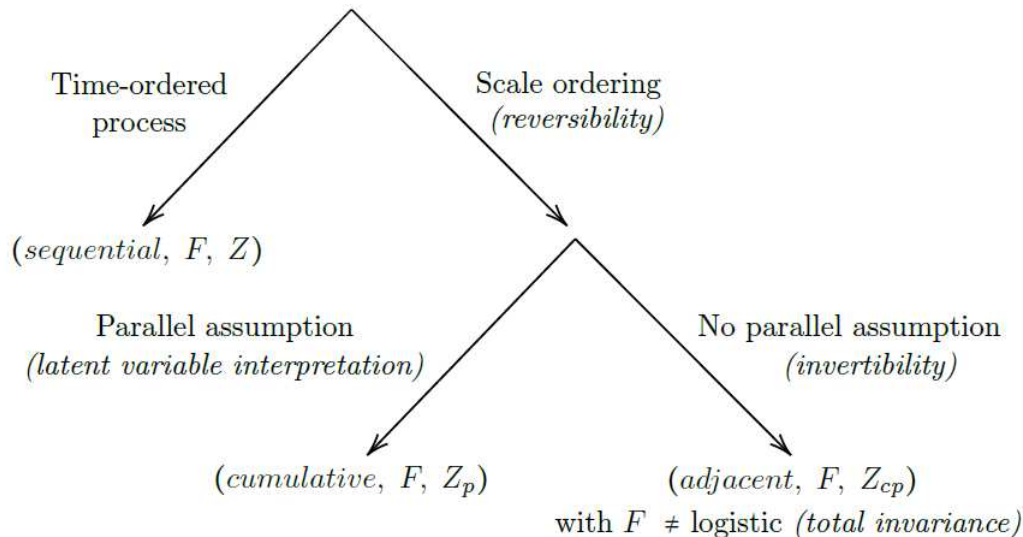 Time-ordered
process
Scale ordering
(reversibility)
(sequential, F, Z)
Parallel assumption
(latent variable interpretation)
No parallel assumption
(invertibility)
(cumulative, F, Z_p)
(adjacent, F, Z_cp)
with F ≠ logistic (total invariance)